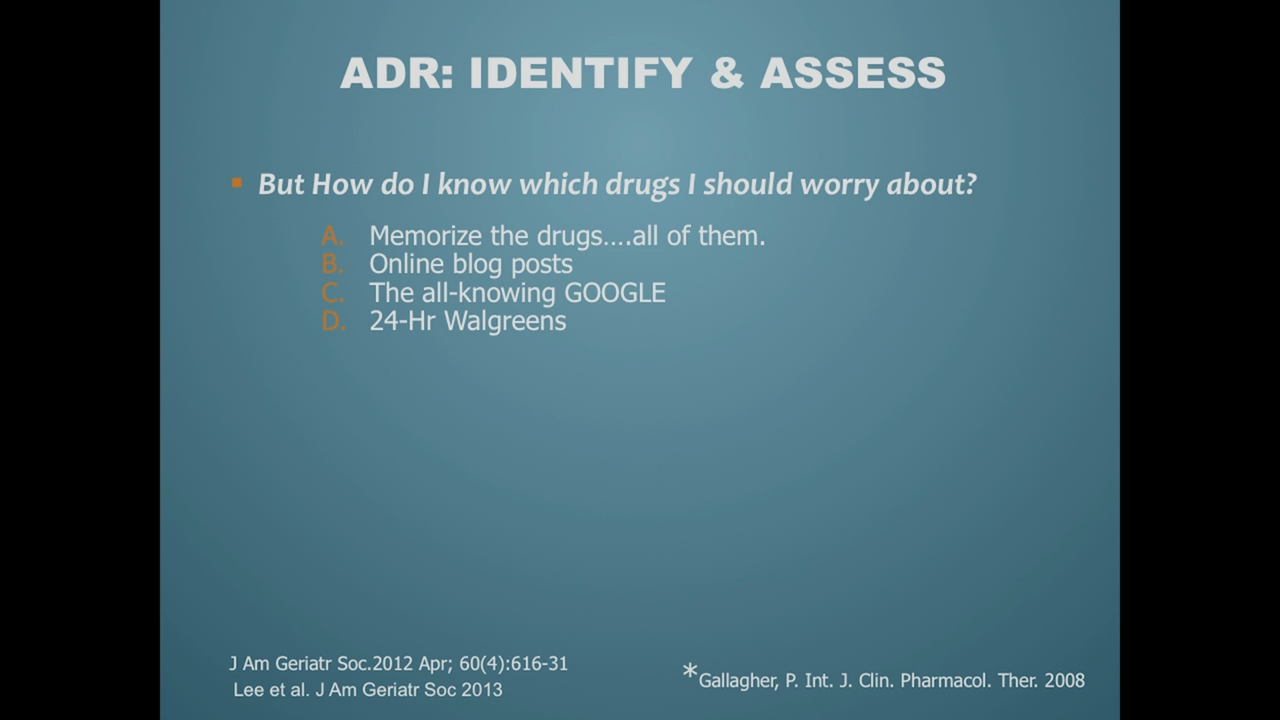 ADR: IDENTIFY & ASSESS
▪ But How do I know which drugs I should worry about?
A. Memorize the drugs....all of them.
B. Online blog posts
C. The all-knowing GOOGLE
D. 24-Hr Walgreens
J Am Geriatr Soc.2012 Apr; 60(4):616-31
Lee et al. J Am Geriatr Soc 2013
*Gallagher, P. Int. J. Clin. Pharmacol. Ther. 2008